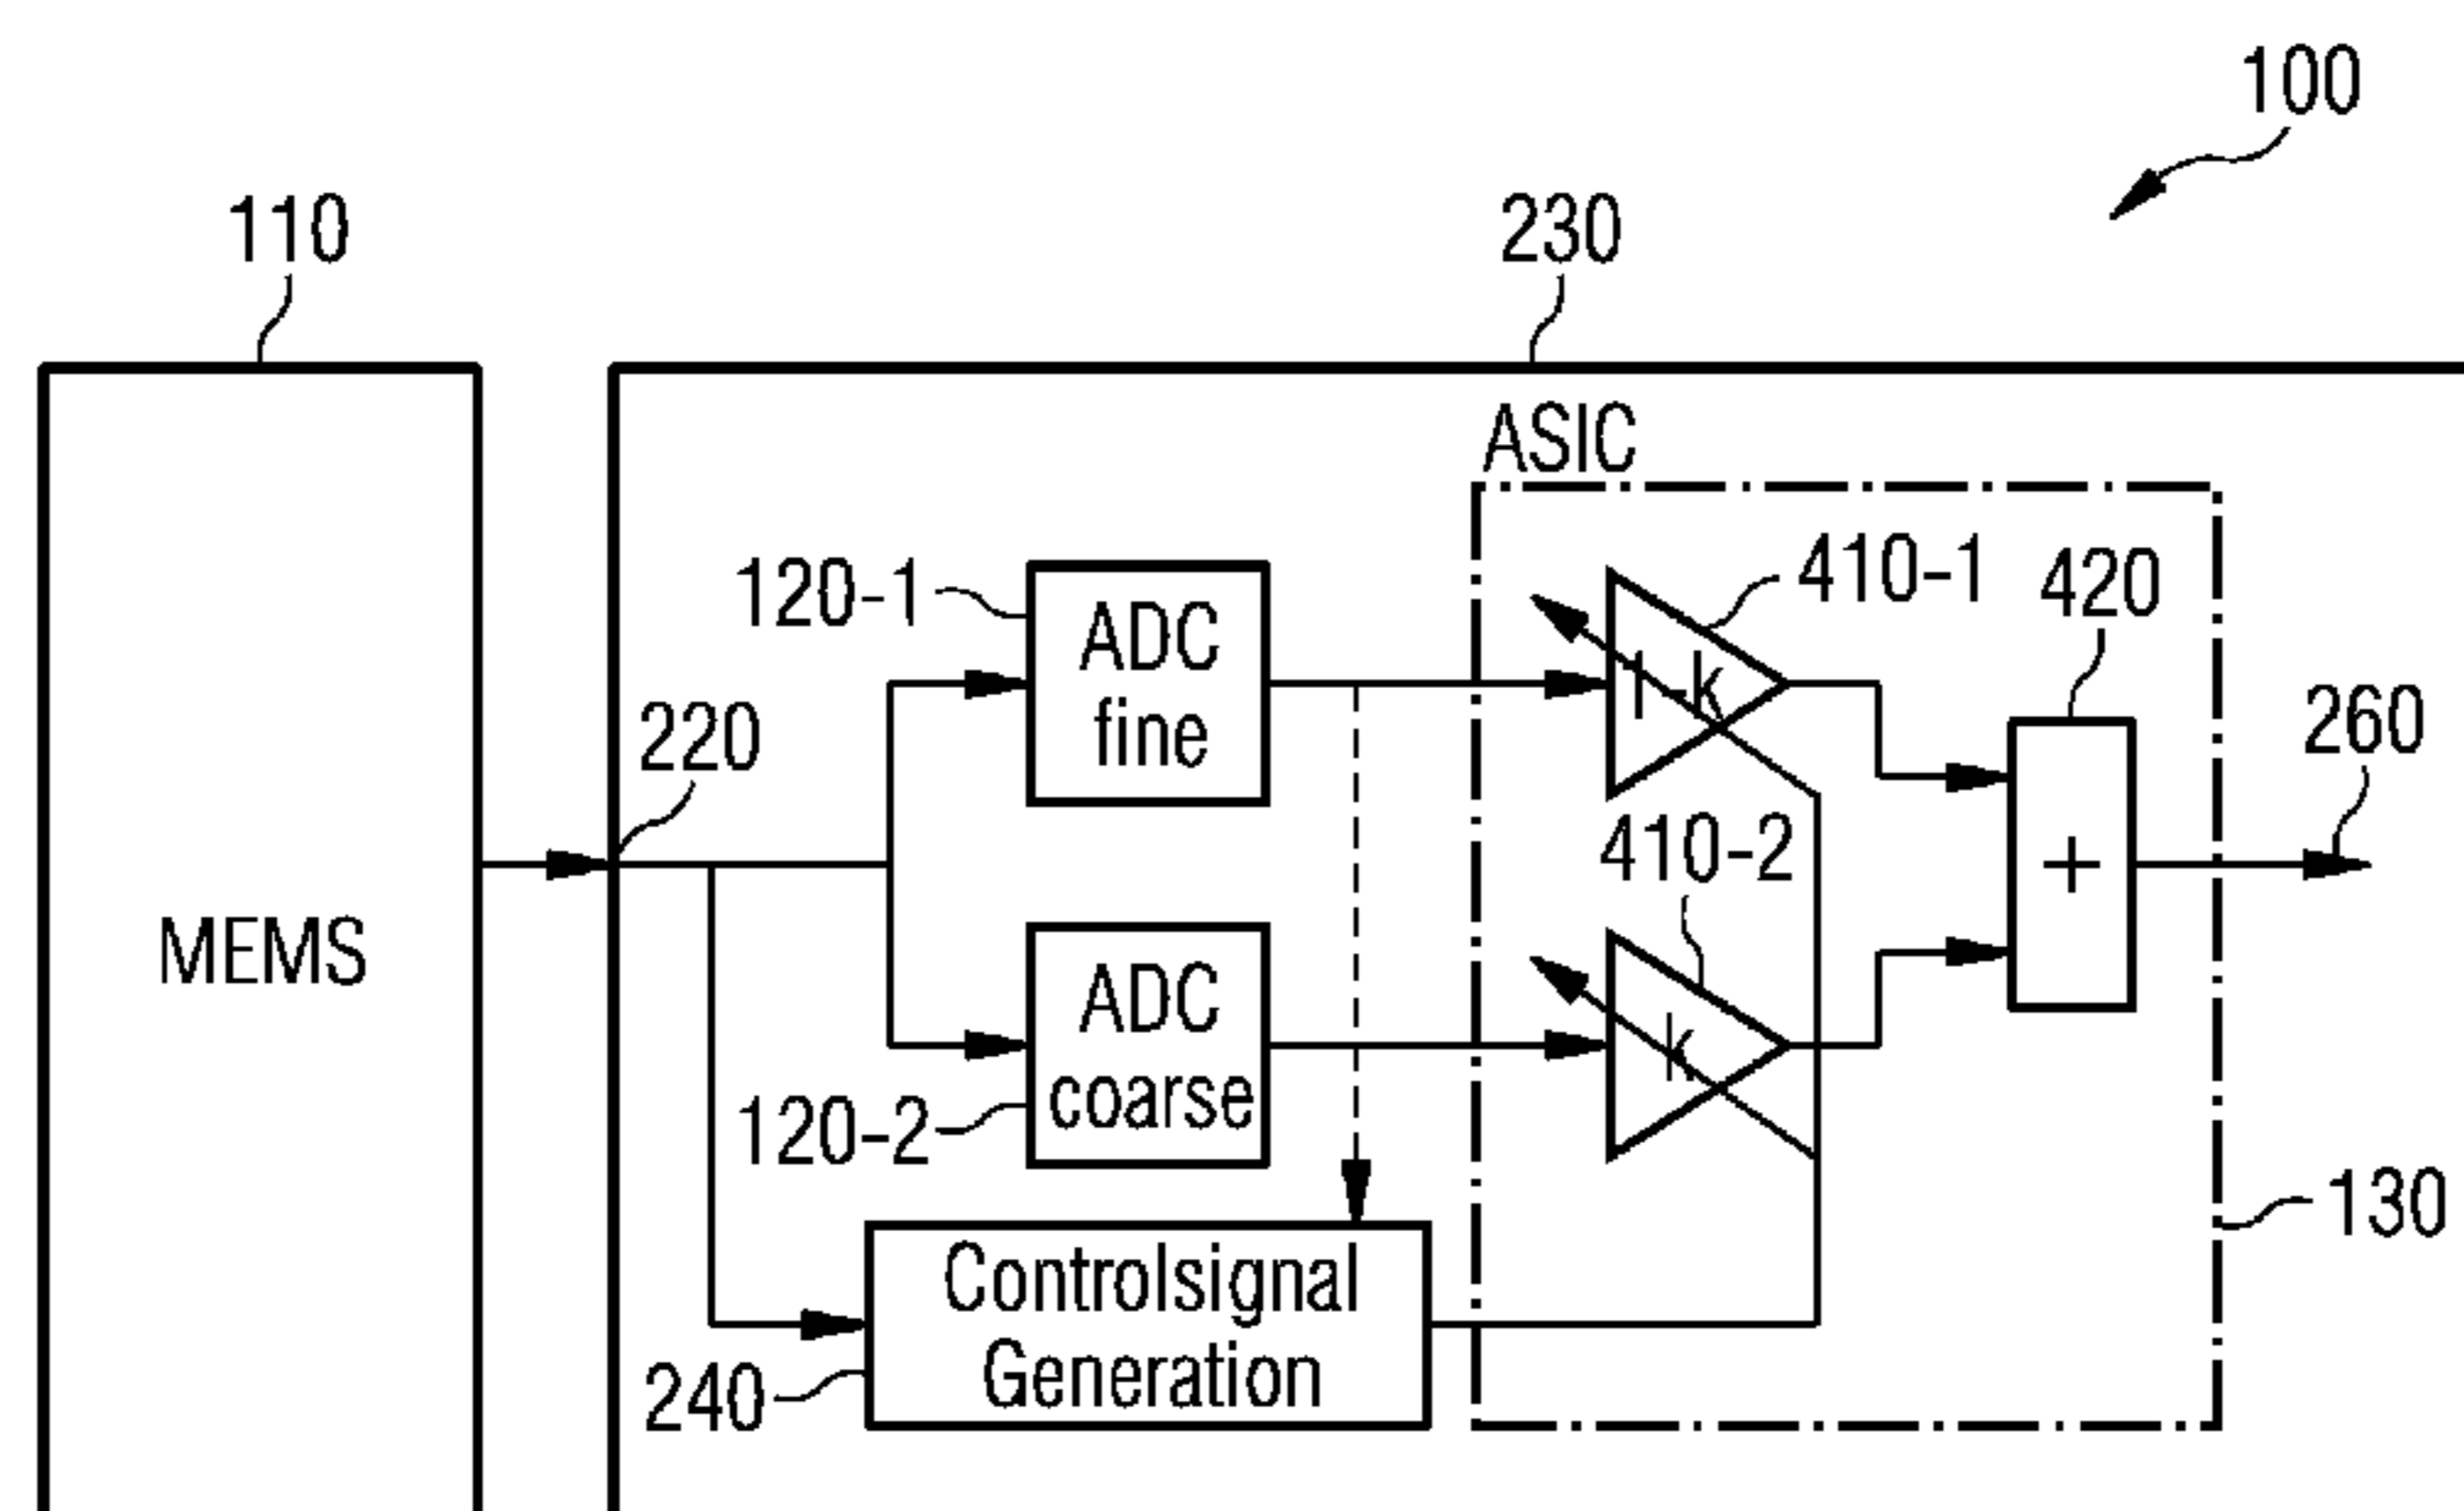 100
110
230
ASIC
410-1
120-1
ADC
fine
1-k
420
220
260
410-2
+
MEMS
ADC
coarse
k
120-2
130
Controlsignal
Generation
240